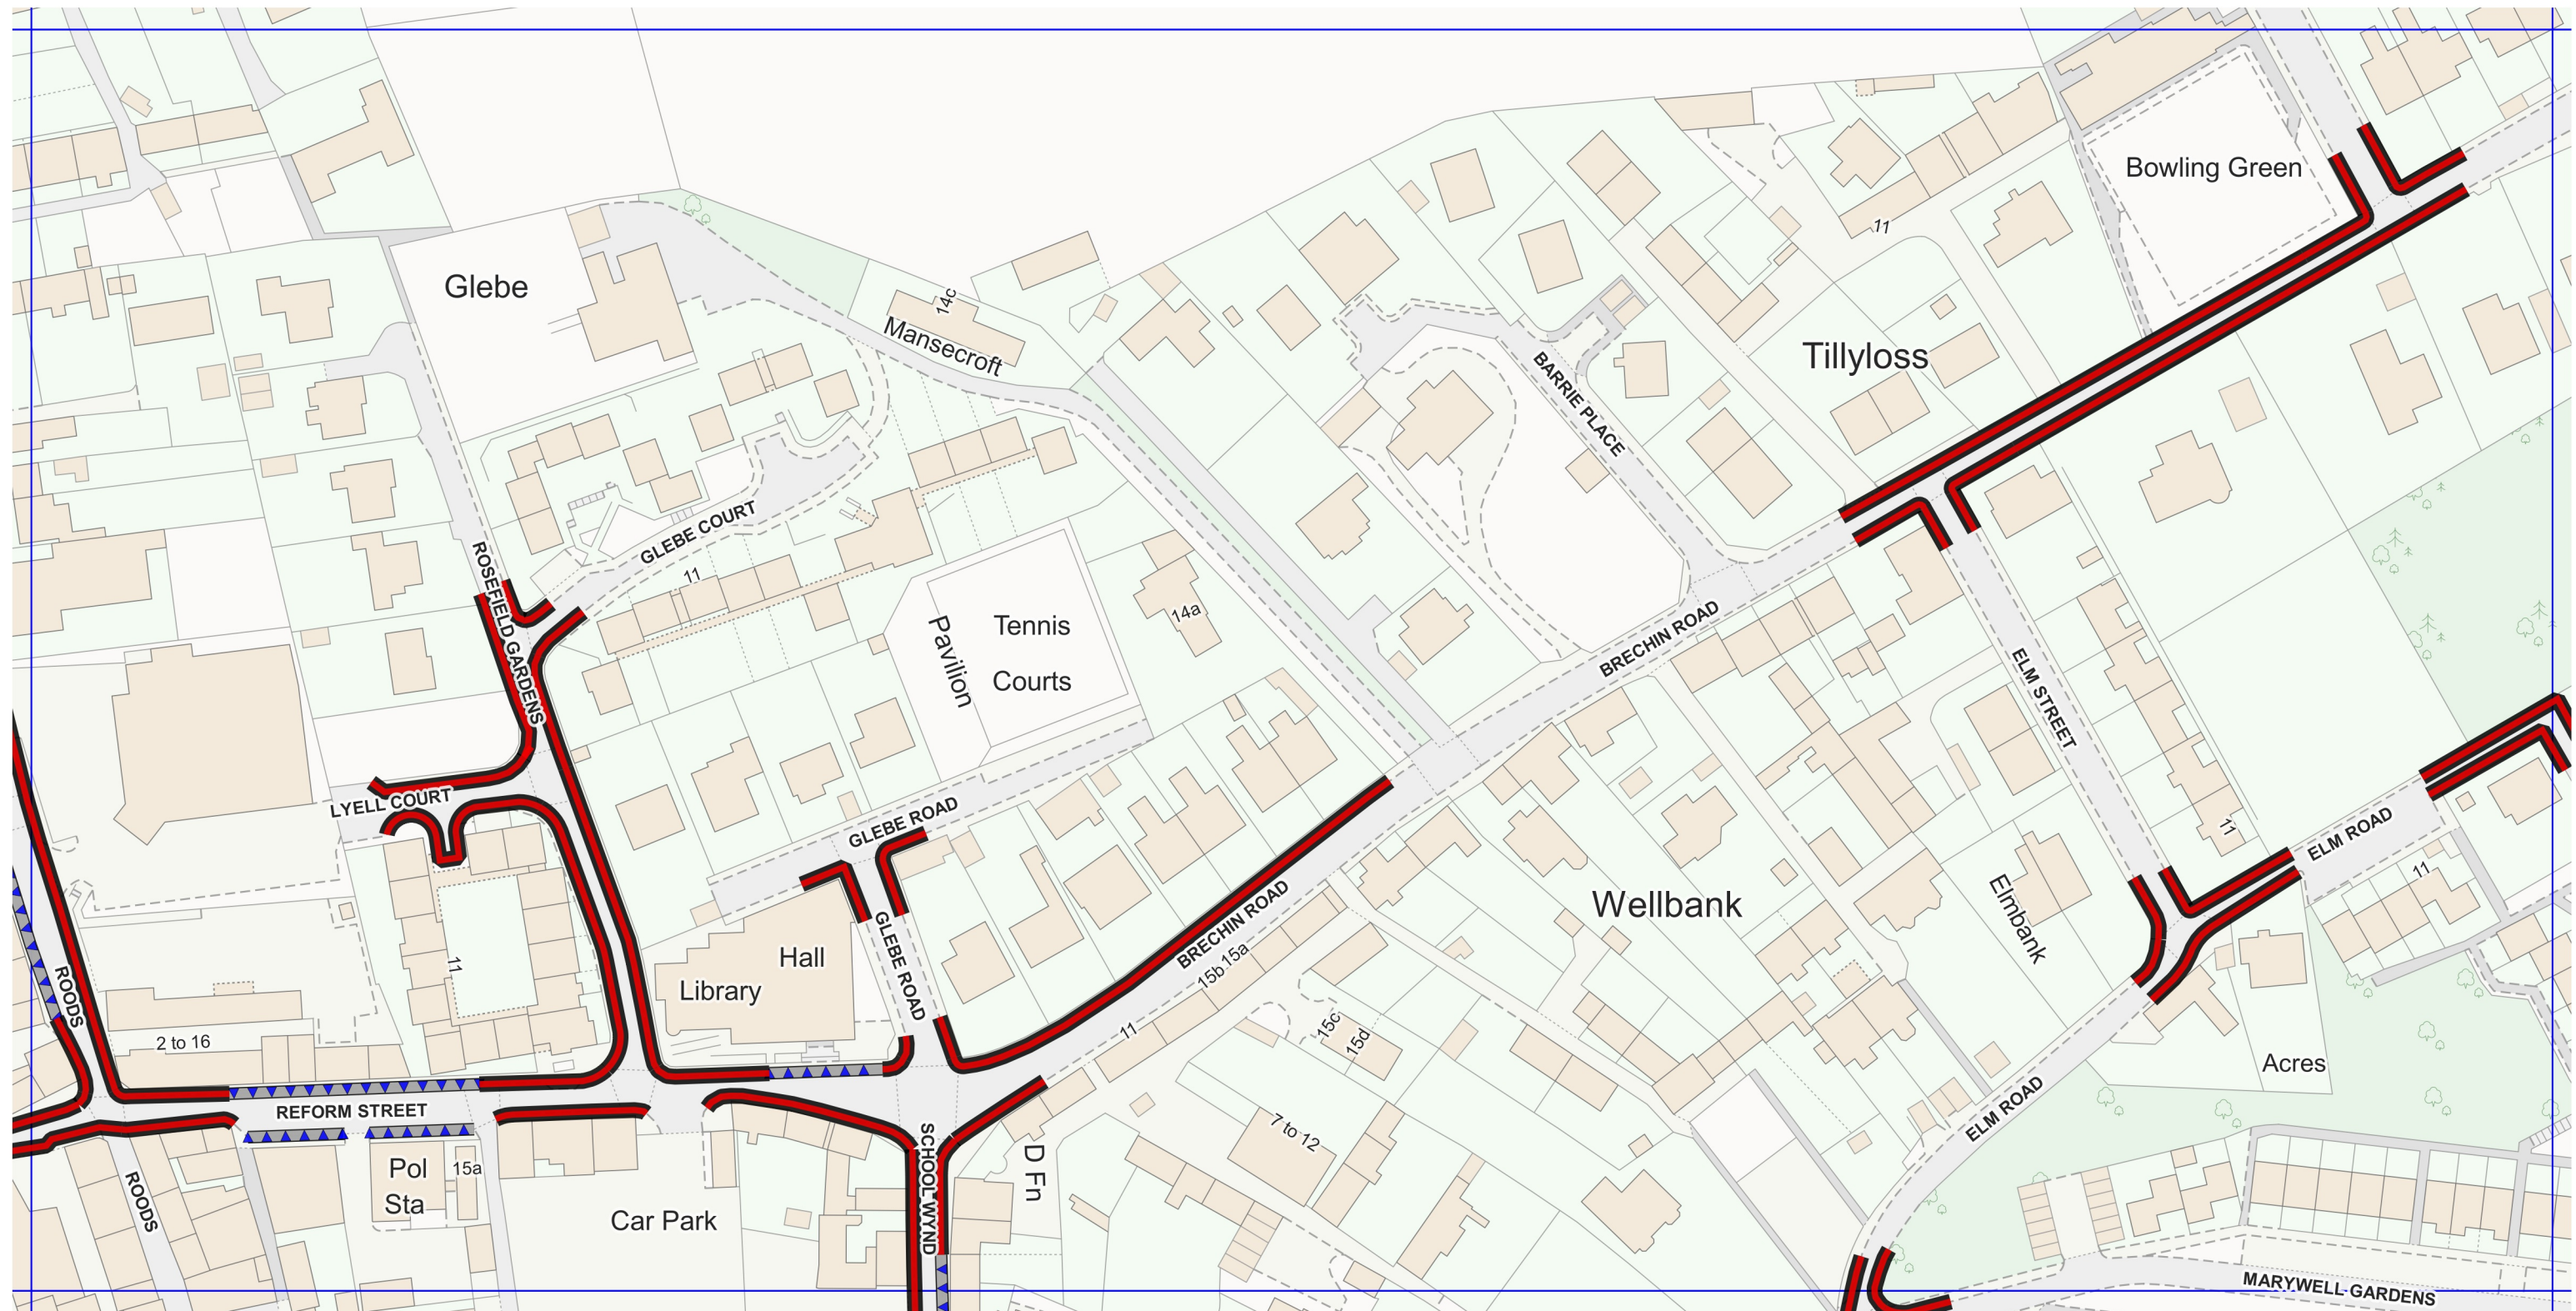 Bowling Green
11
Glebe
14c
Mansecroft
Tillyloss
BARRIE PLACE
GLEBE COURT
11
ROSEFIELD GARDENS
Pavilion
Tennis
Courts
14a
BRECHIN ROAD
ELM STREET
LYELL COURT
GLEBE ROAD
11
ELM ROAD
11
Wellbank
Elmbank
BRECHIN ROAD
15b 15a
11
Hall
Library
GLEBE ROAD
ROODS
2 to 16
11
15c
15d
Acres
REFORM STREET
7 to 12
ELM ROAD
Pol
Sta
15a
ROODS
Car Park
SCHOOL WYND
D Fn
MARYWELL GARDENS